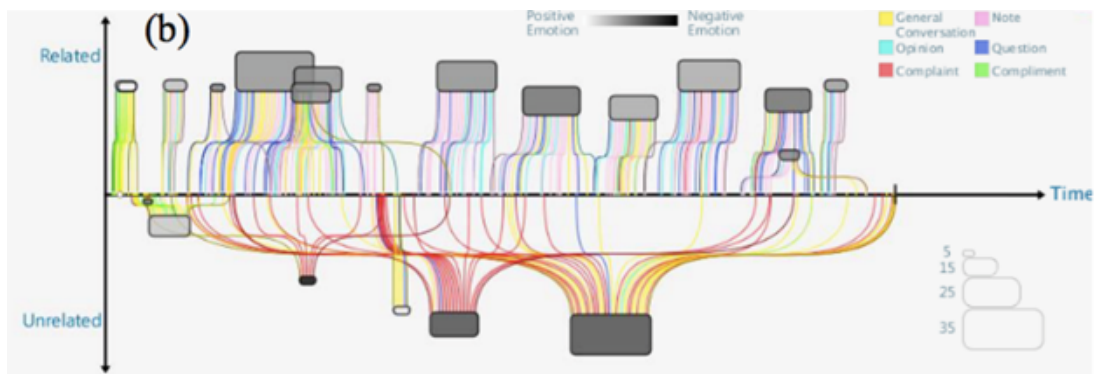 (b)
Positive Emotion
Negative Emotion
General Conversation
Note
Opinion
Question
Complaint
Compliment
Related
Time
Unrelated
5
15
25
35